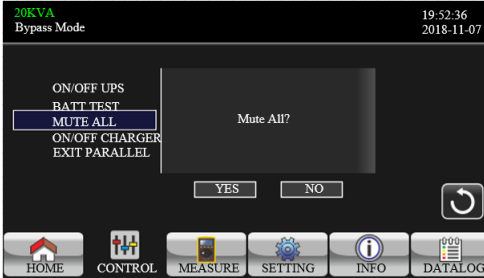 20KVA
Bypass Mode
19:52:36
2018-11-07
ON/OFF UPS
BATT TEST
MUTE ALL
ON/OFF CHARGER
EXIT PARALLEL
Mute All?
YES NO
HOME CONTROL MEASURE SETTING INFO DATALOG